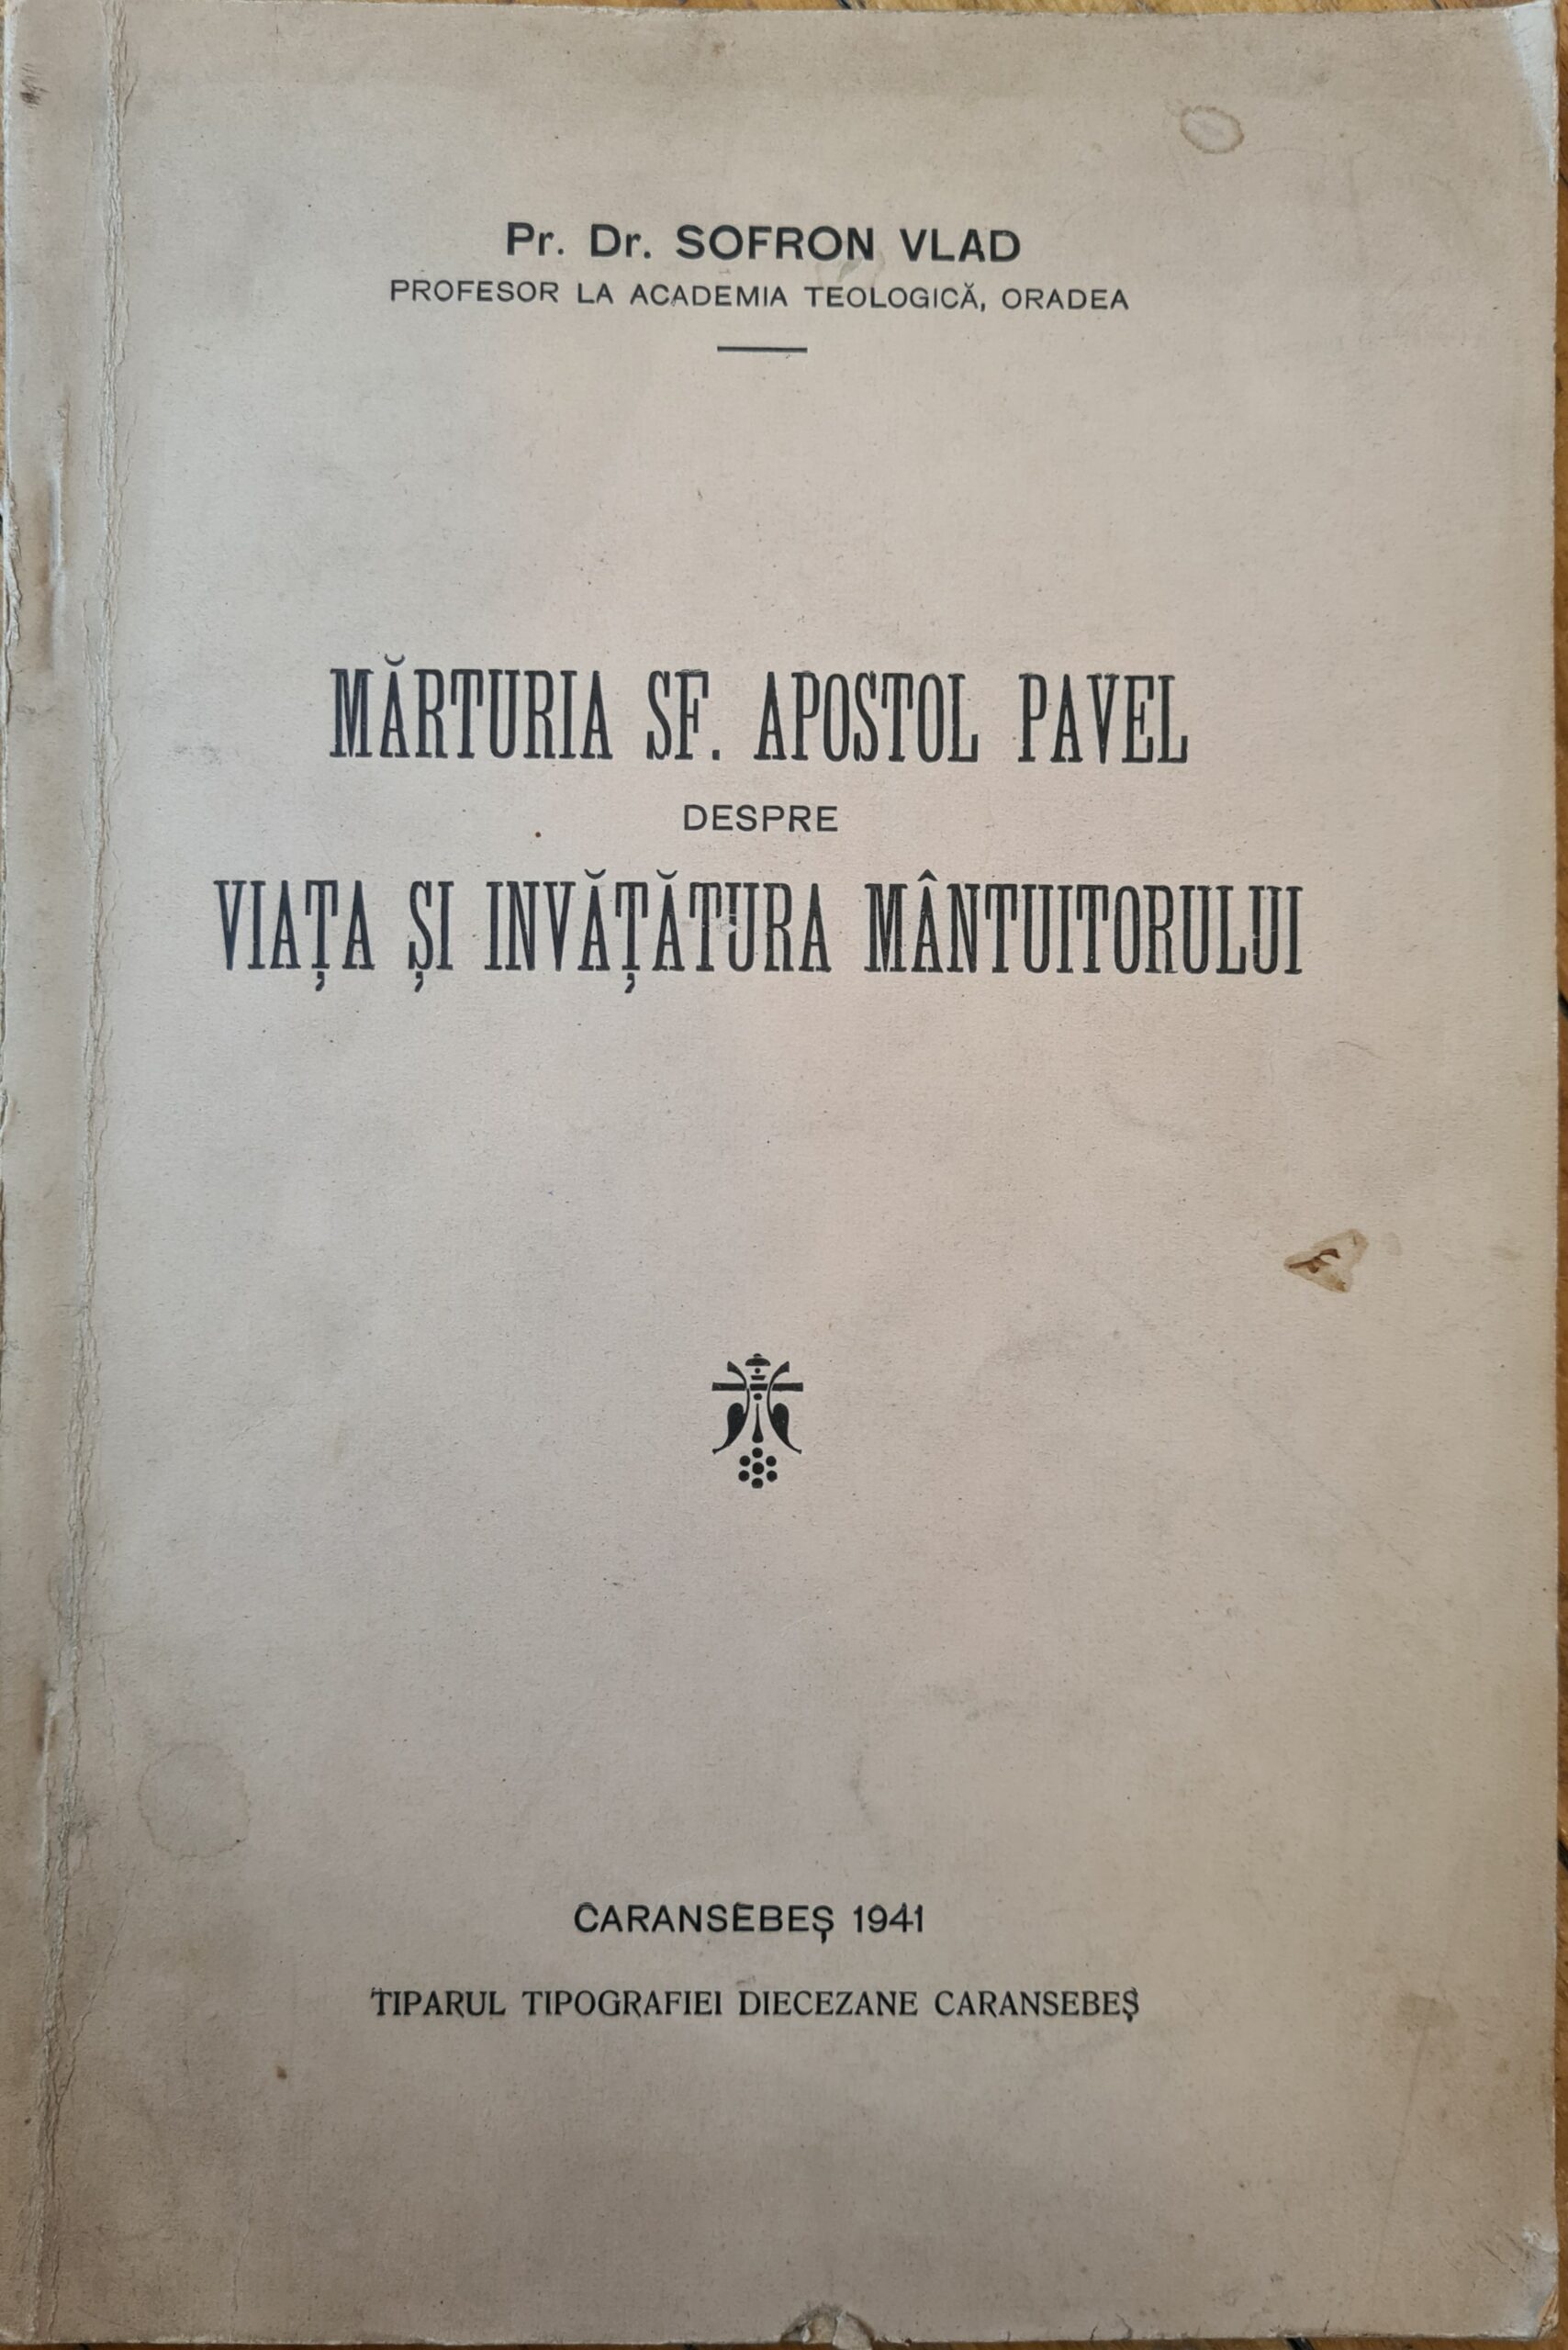 Pr. Dr. SOFRON VLAD
PROFESOR LA ACADEMIA TEOLOGICĂ, ORADEA
MĂRTURIA SF. APOSTOL PAVEL
DESPRE
VIAȚA ȘI INVĂȚĂTURA MÂNTUITORULUI
CARANSEBEȘ 1941
TIPARUL TIPOGRAFIEI DIECEZANE CARANSEBEȘ